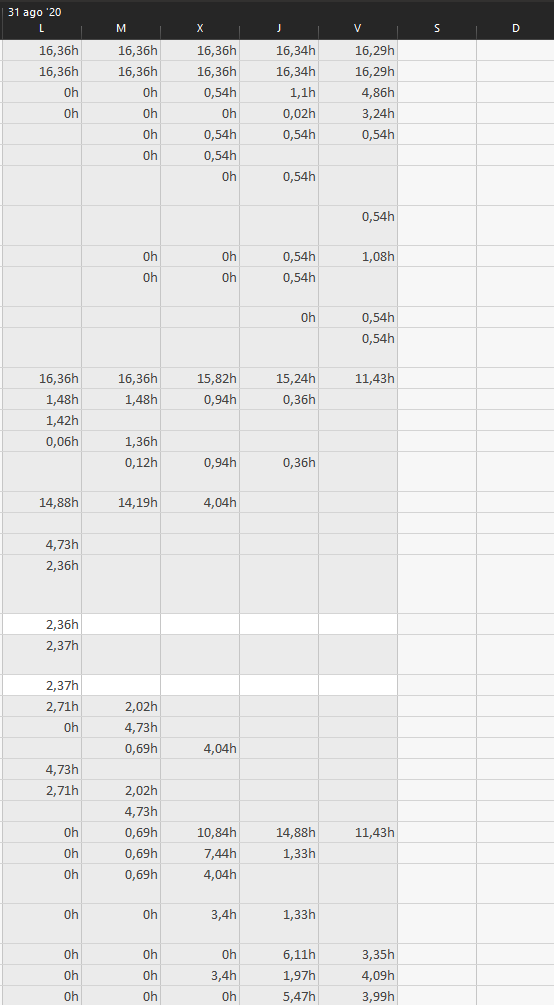 31 ago '20
L M X J V S D
16,36h 16,36h 16,36h 16,34h 16,29h
16,36h 16,36h 16,36h 16,34h 16,29h
0h 0h 0,54h 1,1h 4,86h
0h 0h 0h 0,02h 3,24h
0h 0,54h 0,54h 0,54h
0h 0,54h
0h 0,54h
0,54h
0h 0h 0,54h 1,08h
0h 0h 0,54h
0h 0,54h
0,54h
16,36h 16,36h 15,82h 15,24h 11,43h
1,48h 1,48h 0,94h 0,36h
1,42h
0,06h 1,36h
0,12h 0,94h 0,36h
14,88h 14,19h 4,04h
4,73h
2,36h
2,36h
2,37h
2,37h
2,71h 2,02h
0h 4,73h
0,69h 4,04h
4,73h
2,71h 2,02h
4,73h
0h 0,69h 10,84h 14,88h 11,43h
0h 0,69h 7,44h 1,33h
0h 0,69h 4,04h
0h 0h 3,4h 1,33h
0h 0h 0h 6,11h 3,35h
0h 0h 3,4h 1,97h 4,09h
0h 0h 0h 5,47h 3,99h